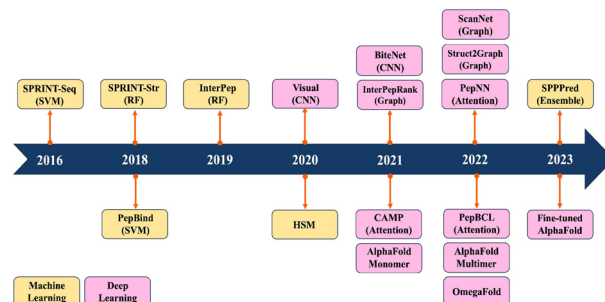 ScanNet
(Graph)
BiteNet
(CNN)
Struct2Graph
(Graph)
SPRINT-Seq
(SVM)
SPRINT-Str
(RF)
InterPep
(RF)
Visual
(CNN)
InterPepRank
(Graph)
PepNN
(Attention)
SPPPred
(Ensemble)
2016
2018
2019
2020
2021
2022
2023
PepBind
(SVM)
HSM
CAMP
(Attention)
PepBCL
(Attention)
Fine-tuned
AlphaFold
AlphaFold
Monomer
AlphaFold
Multimer
OmegaFold
Machine
Learning
Deep
Learning